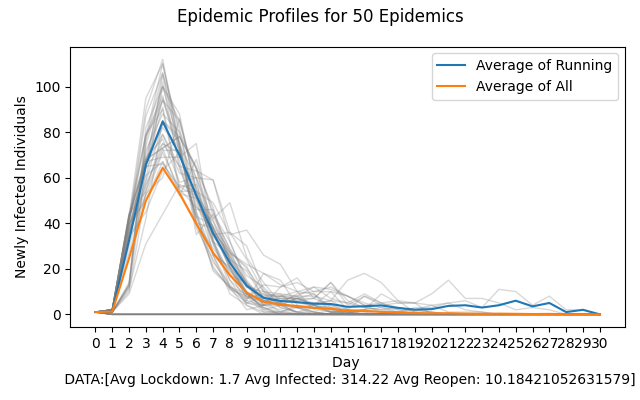 Epidemic Profiles for 50 Epidemics
Newly Infected Individuals
100
80
60
40
20
0
Average of Running
Average of All
0 1 2 3 4 5 6 7 8 9 10 11 12 13 14 15 16 17 18 19 20 21 22 23 24 25 26 27 28 29 30
Day
DATA:[Avg Lockdown: 1.7 Avg Infected: 314.22 Avg Reopen: 10.18421052631579]